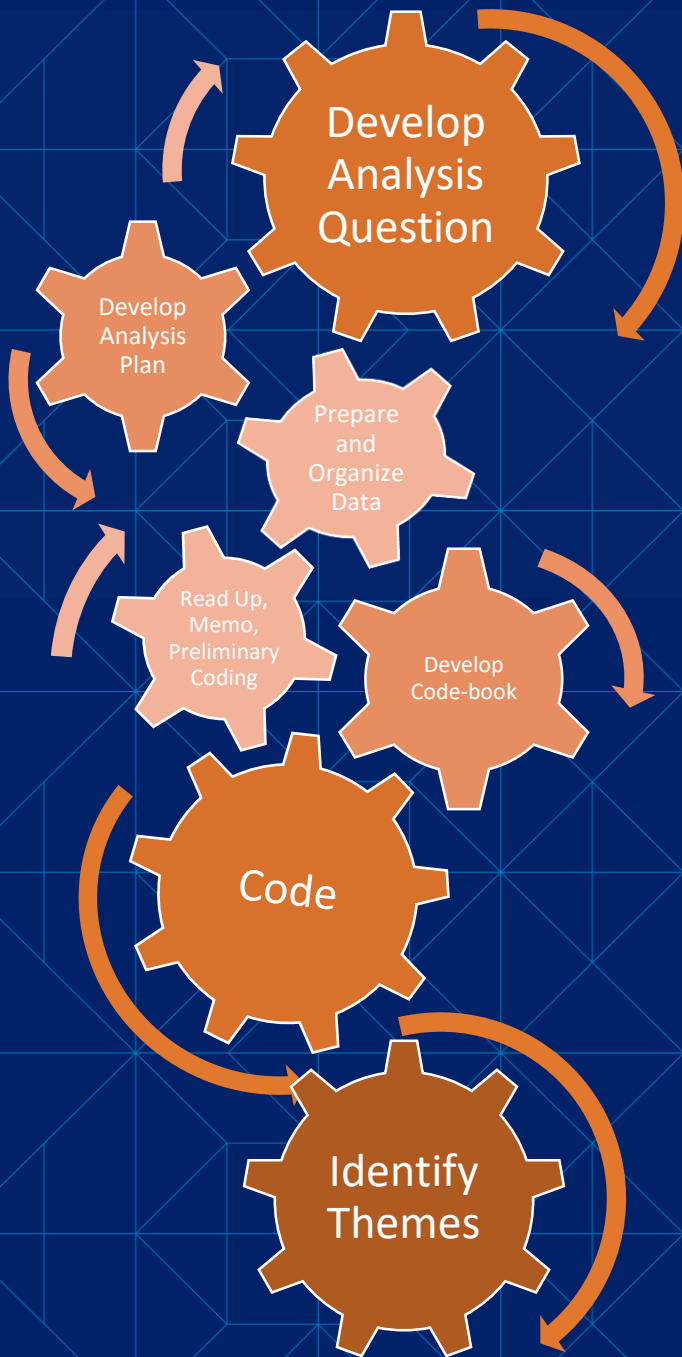 Develop
Analysis
Question
Develop
Analysis
Plan
Prepare
and
Organize
Data
Read Up,
Memo,
Preliminary
Coding
Develop
Code-book
Code
Identify
Themes